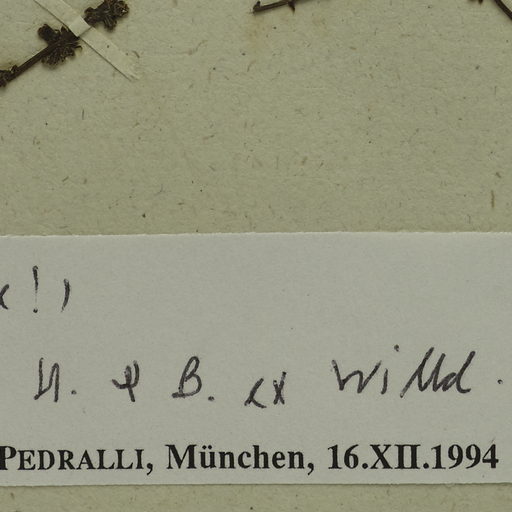 !)
H. & B. ex Willd.
PEDRALLI, München, 16.XII.1994